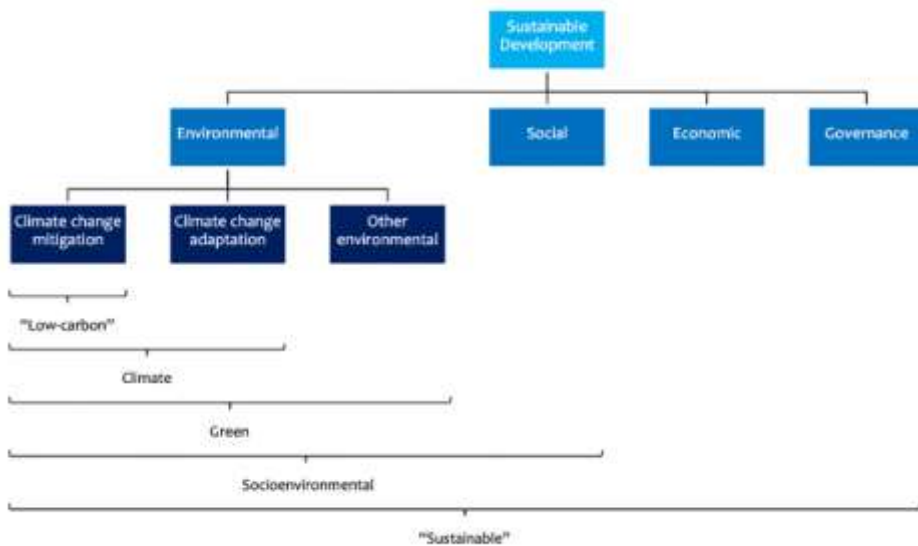 Sustainable
Development
Environmental
Social
Economic
Governance
Climate change
mitigation
Climate change
adaptation
Other
environmental
"Low-carbon"
Climate
Green
Socioenvironmental
"Sustainable"